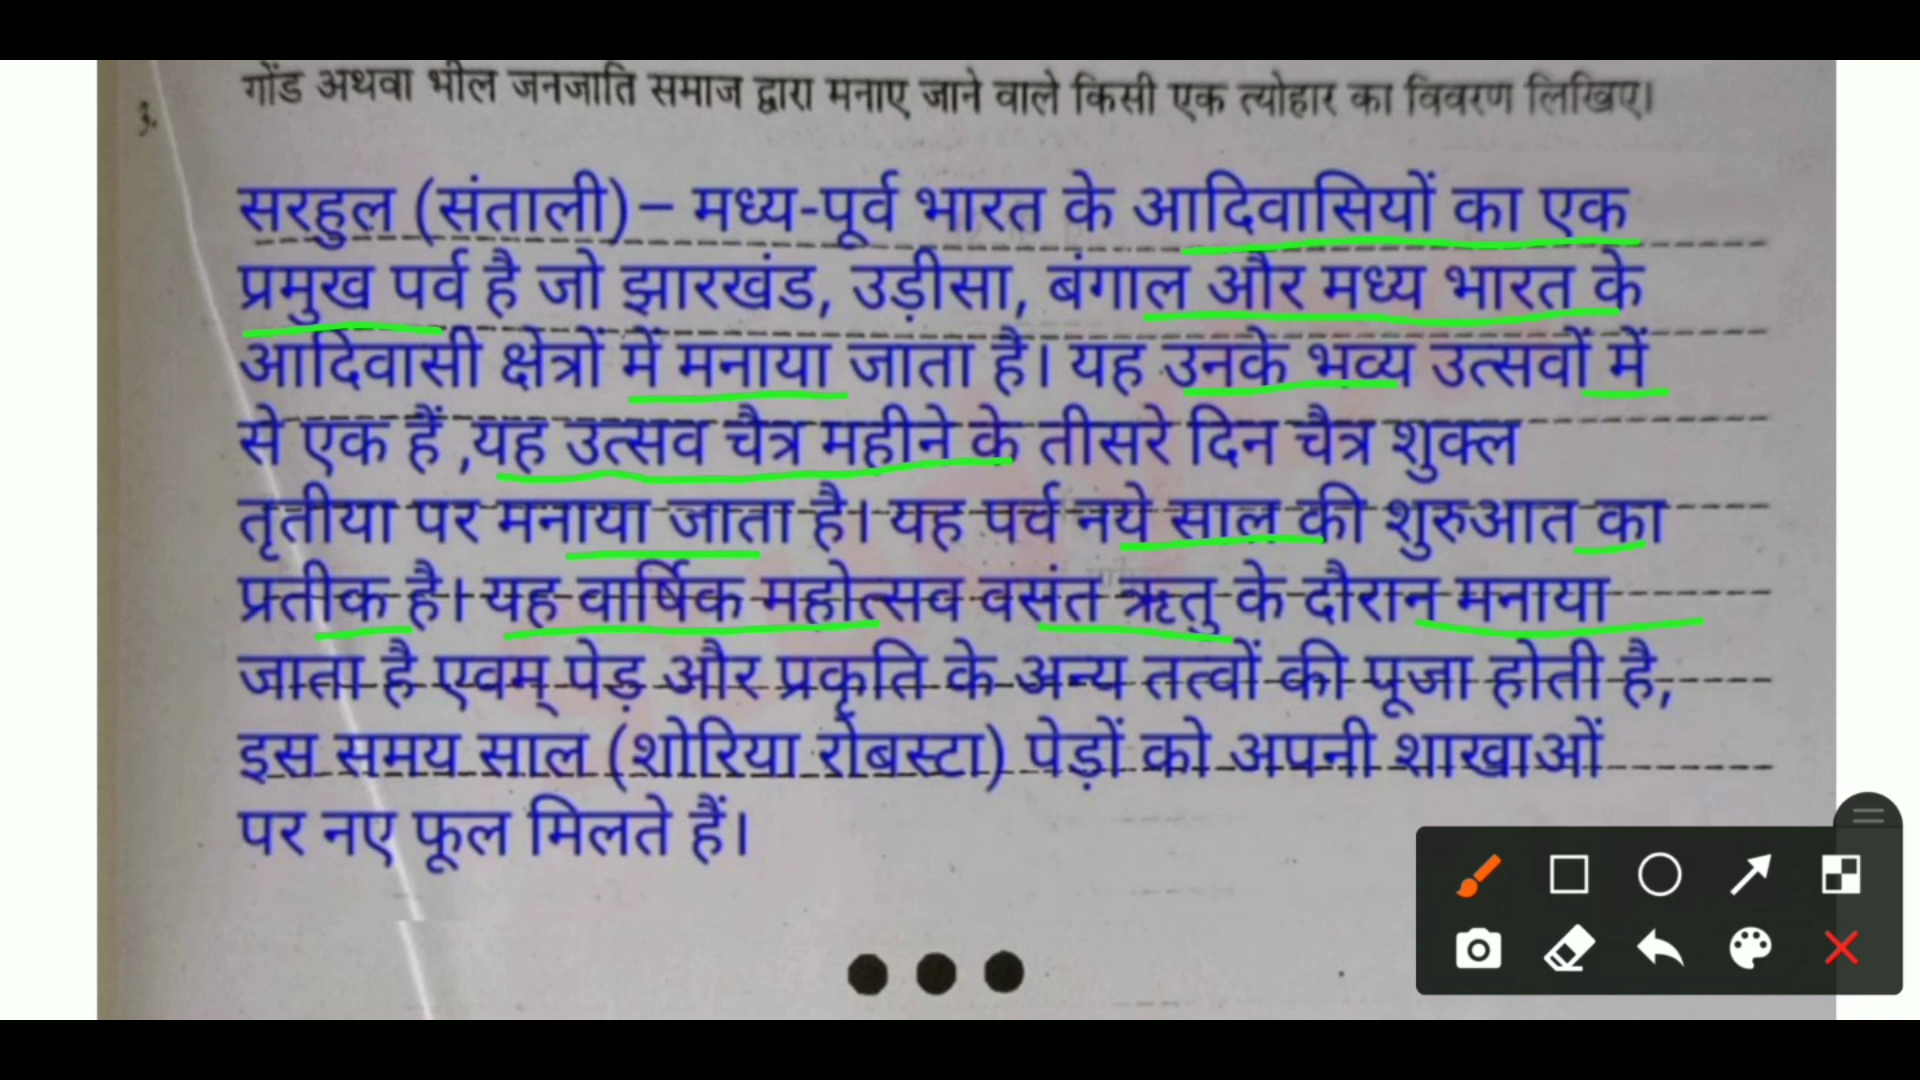 3. गोंड अथवा भील जनजाति समाज द्वारा मनाए जाने वाले किसी एक त्योहार का विवरण लिखिए।
सरहुल (संताली)– मध्य-पूर्व भारत के आदिवासियों का एक
प्रमुख पर्व है जो झारखंड, उड़ीसा, बंगाल और मध्य भारत के
आदिवासी क्षेत्रों में मनाया जाता है। यह उनके भव्य उत्सवों में
से एक हैं ,यह उत्सव चैत्र महीने के तीसरे दिन चैत्र शुक्ल
तृतीया पर मनाया जाता है। यह पर्व नये साल की शुरुआत का
प्रतीक है। यह वार्षिक महोत्सव वसंत ऋतु के दौरान मनाया
जाता है एवम् पेड़ और प्रकृति के अन्य तत्वों की पूजा होती है,
इस समय साल (शोरिया रोबस्टा) पेड़ों को अपनी शाखाओं
पर नए फूल मिलते हैं।